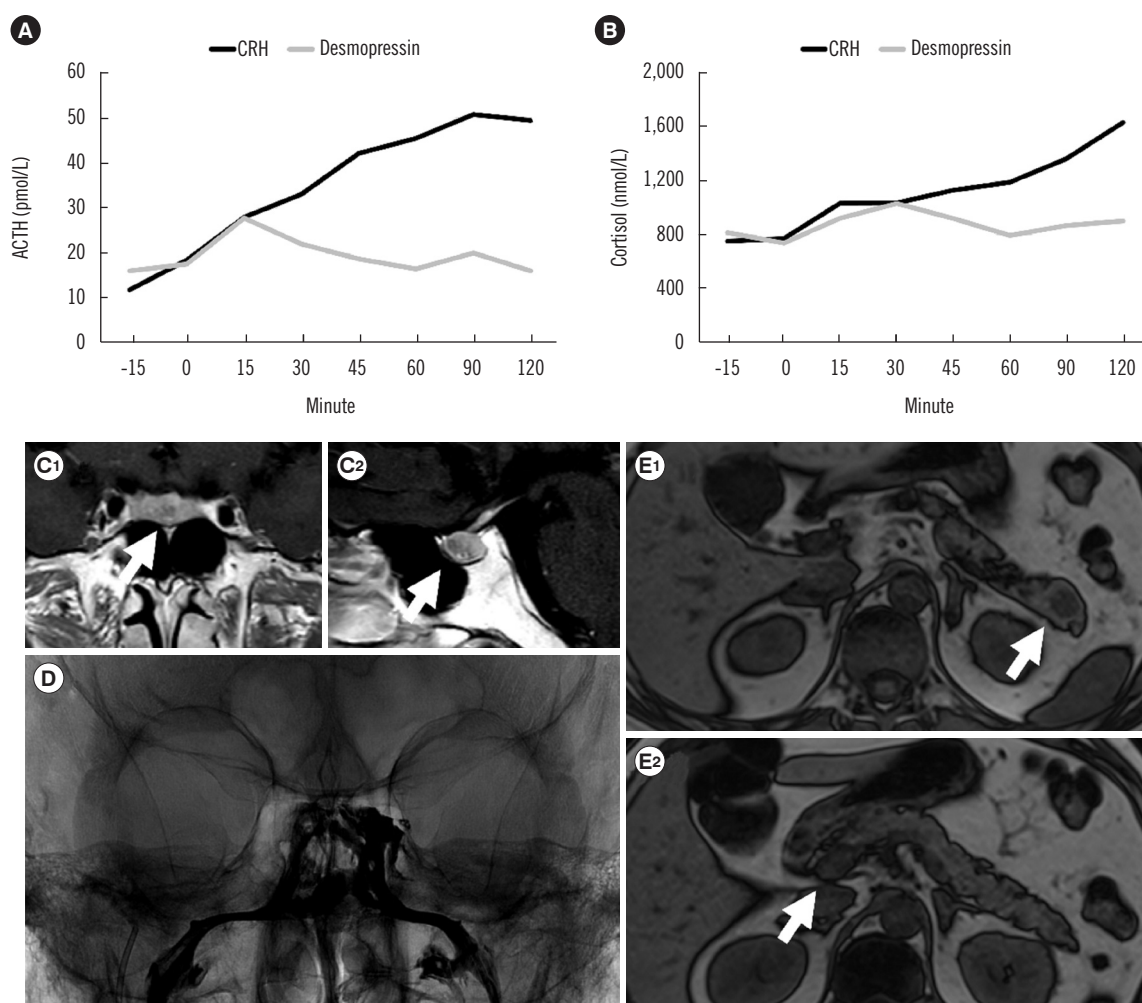 A
CRH Desmopressin
60
50
40
30
20
10
0
ACTH (pmol/L)
-15 0 15 30 45 60 90 120
Minute
B
CRH Desmopressin
2,000
1,600
1,200
800
400
0
Cortisol (nmol/L)
-15 0 15 30 45 60 90 120
Minute
C1
C2
D
E1
E2